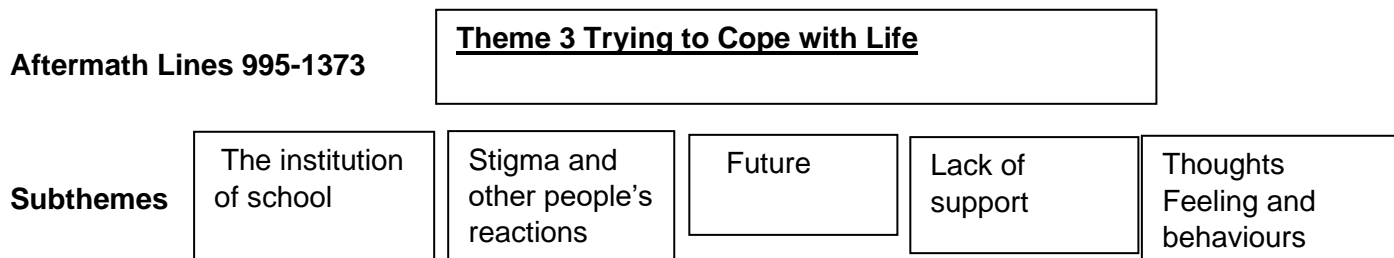 Theme 3 Trying to Cope with Life
Aftermath Lines 995-1373
Subthemes
The institution
of school
Stigma and
other people's
reactions
Future
Lack of
support
Thoughts
Feeling and
behaviours